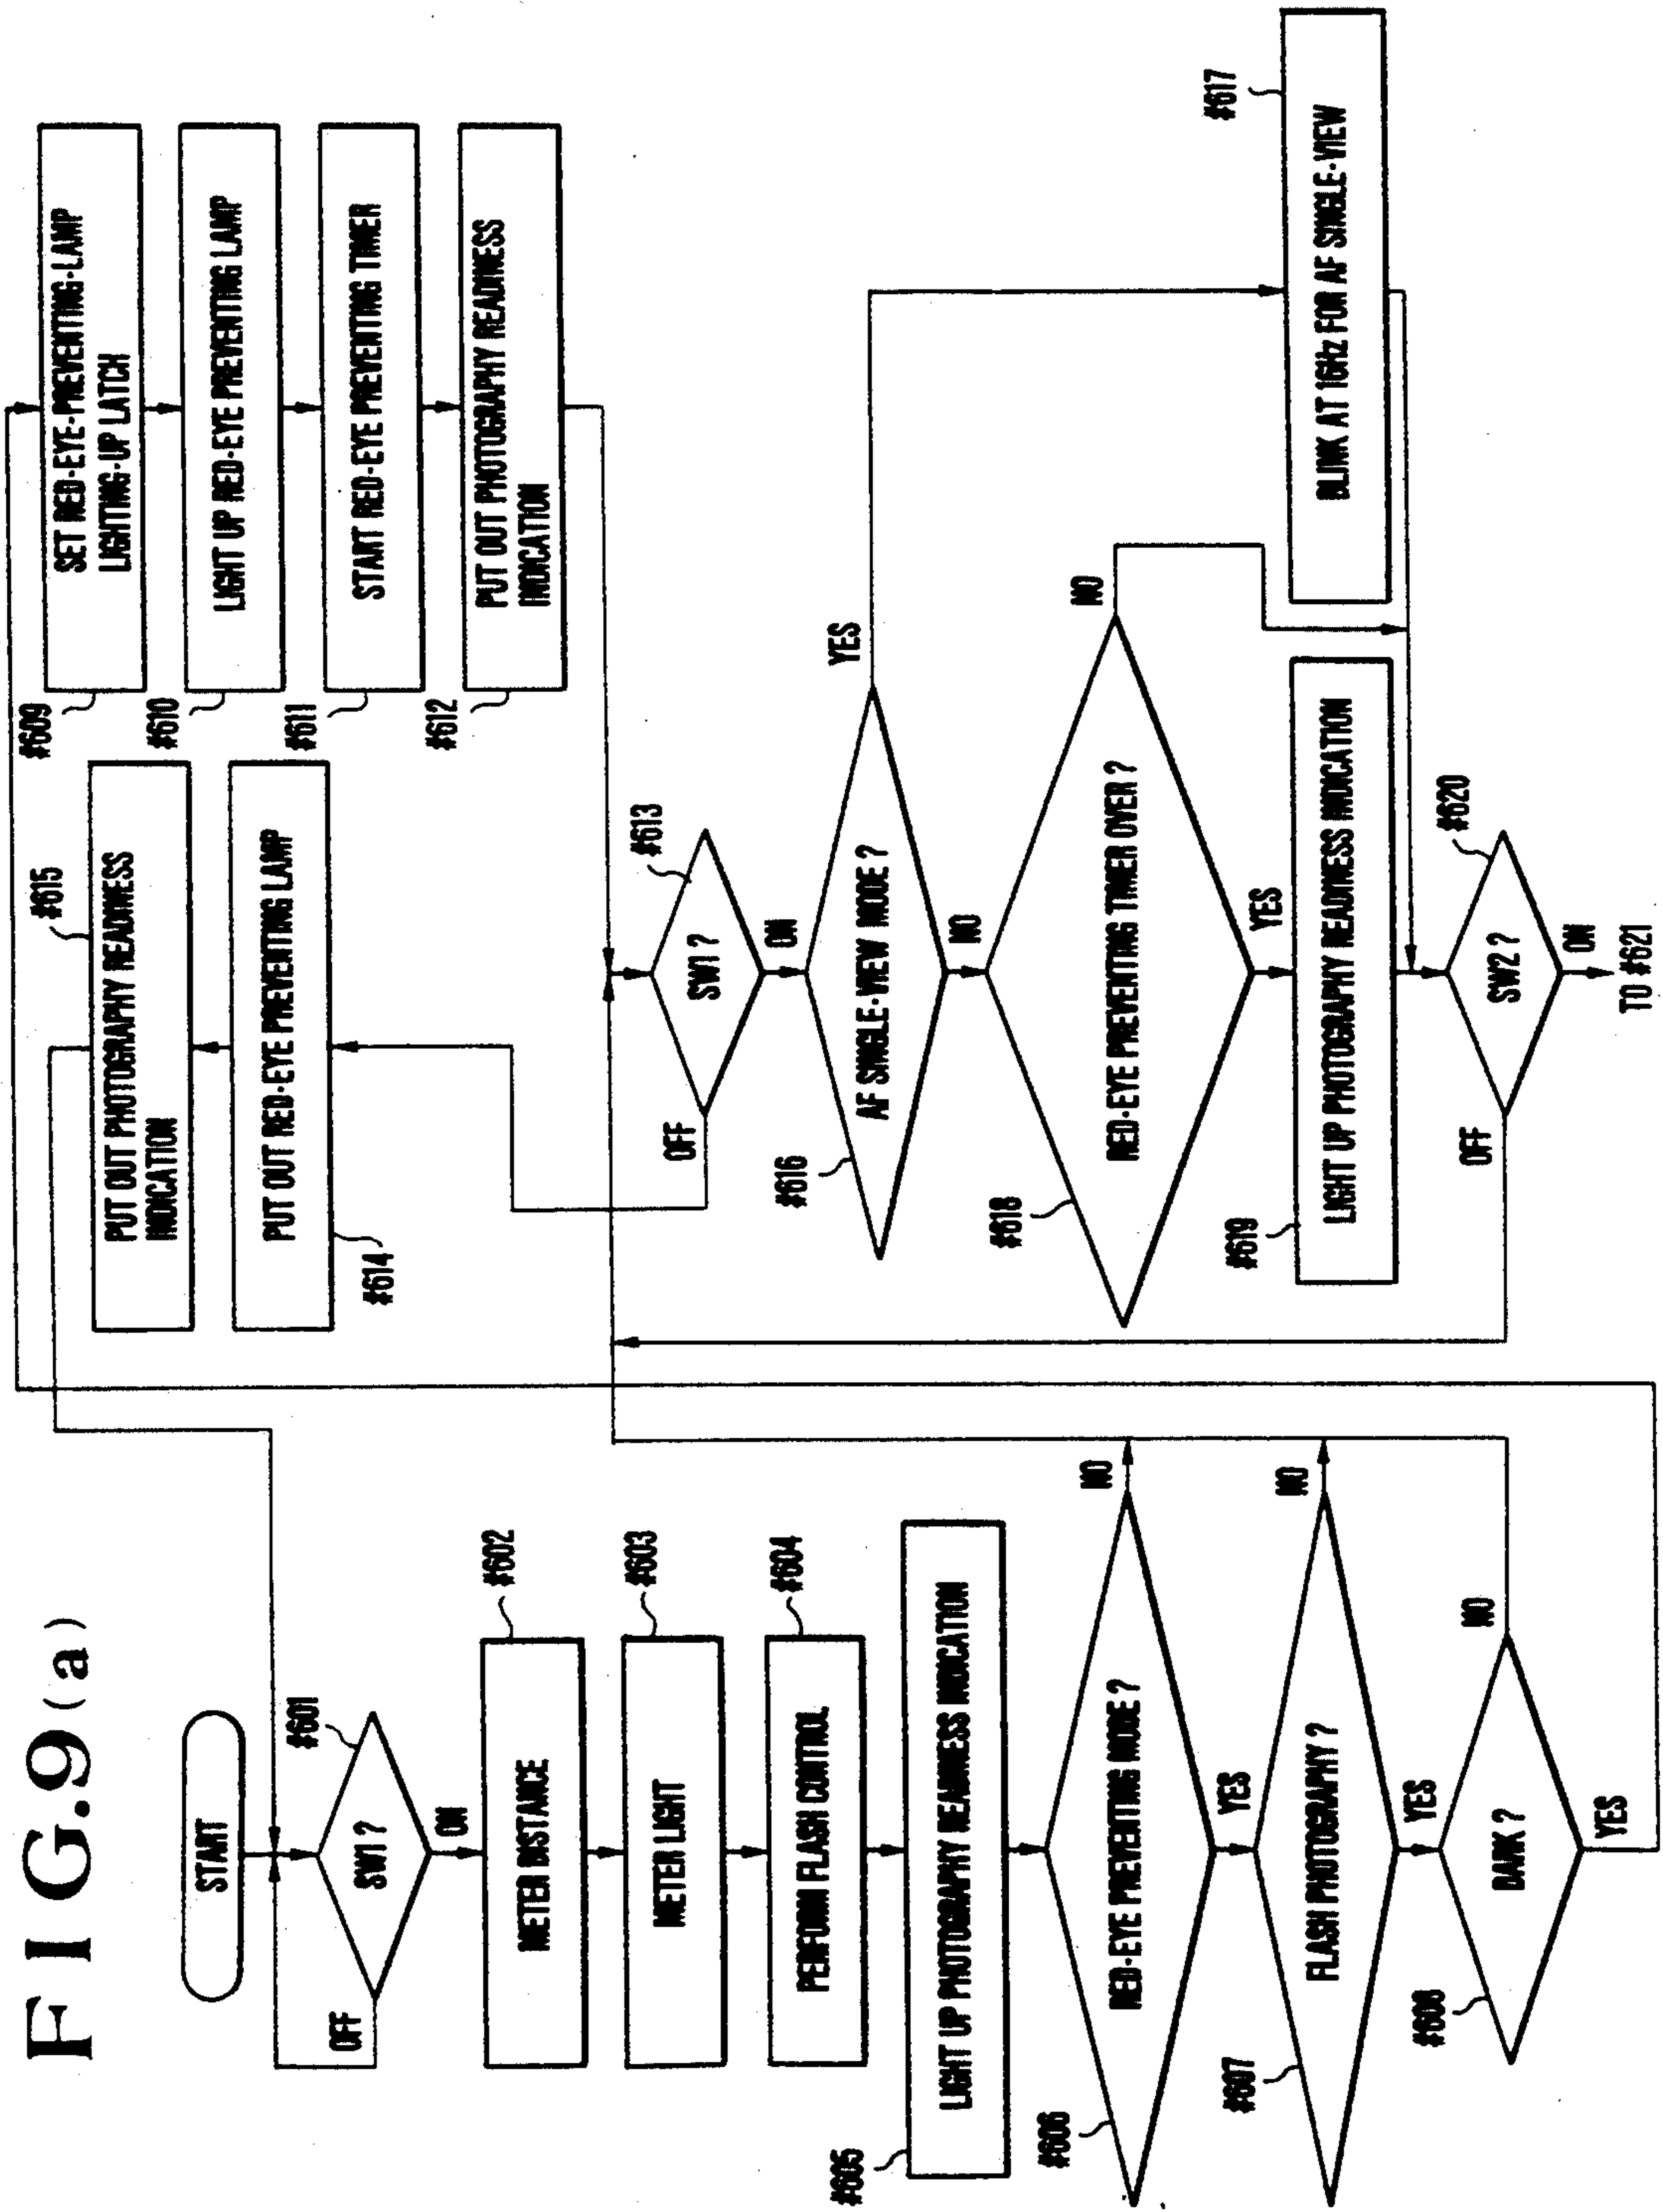 FIG.9(a)
START
#601
SW1 ?
OFF
ON
#602
METER DISTANCE
#603
METER LIGHT
#604
PERFORM FLASH CONTROL
#605
LIGHT UP PHOTOGRAPHY READINESS INDICATION
#606
RED-EYE PREVENTING MODE ?
NO
YES
#607
FLASH PHOTOGRAPHY ?
NO
YES
#608
DARK ?
NO
YES
#609
SET RED-EYE-PREVENTING-LAMP
LIGHTING-UP LATCH
#610
LIGHT UP RED-EYE PREVENTING LAMP
#611
START RED-EYE PREVENTING TIMER
#612
PUT OUT PHOTOGRAPHY READINESS
INDICATION
#615
PUT OUT PHOTOGRAPHY READINESS
INDICATION
PUT OUT RED-EYE PREVENTING LAMP
#614
#613
SW1 ?
OFF
ON
#616
AF SINGLE-VIEW MODE ?
YES
NO
#617
BLINK AT 16Hz FOR AF SINGLE-VIEW
#618
RED-EYE PREVENTING TIMER OVER ?
NO
YES
#619
LIGHT UP PHOTOGRAPHY READINESS INDICATION
#620
SW2 ?
OFF
ON
TO #621